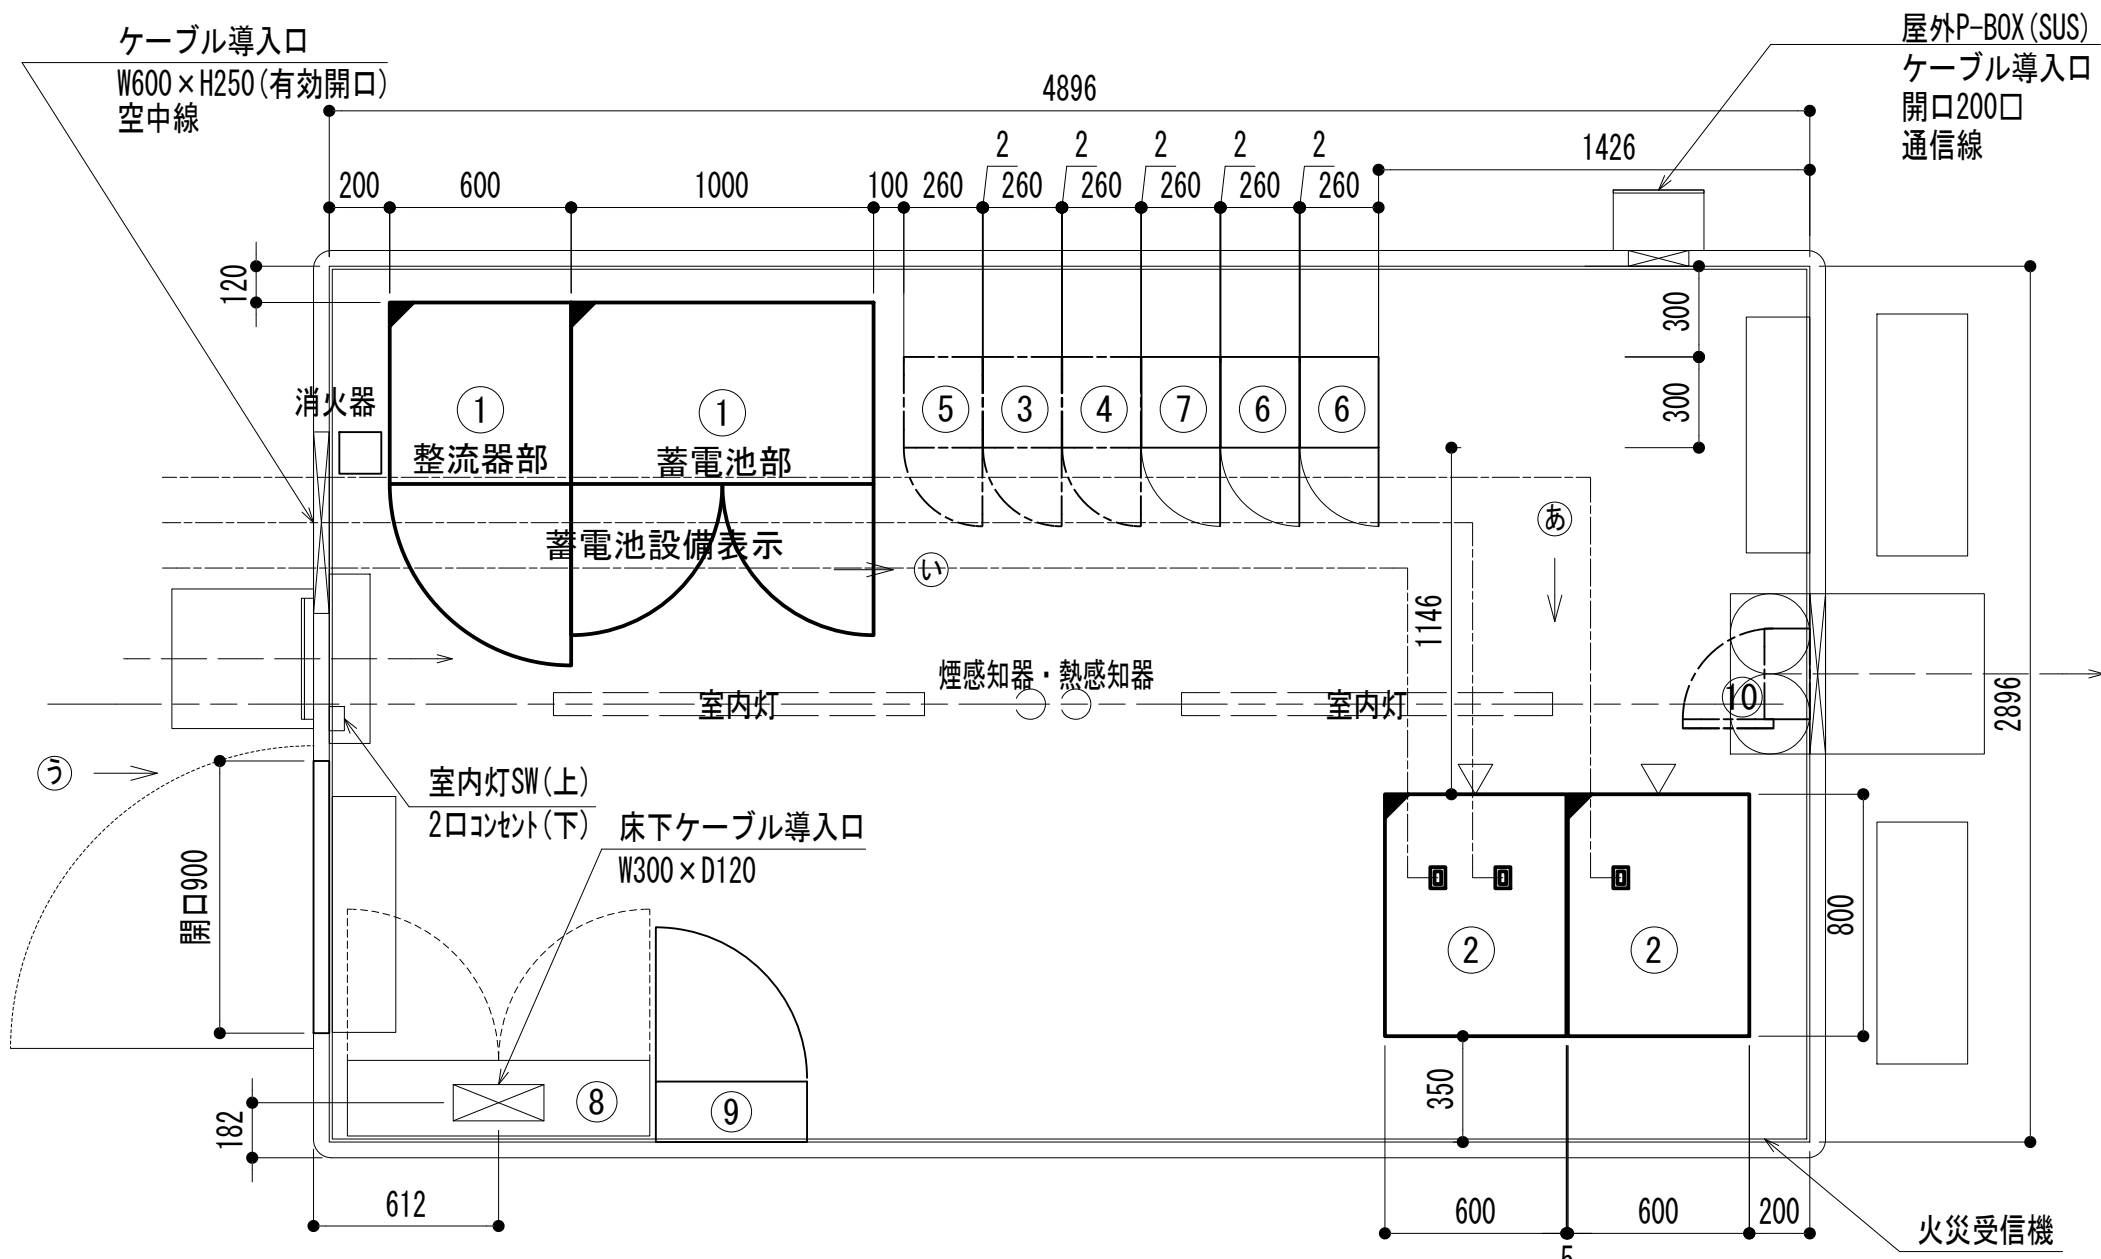 ケーブル導入口
W600×H250(有効開口)
空中線
屋外P-BOX(SUS)
ケーブル導入口
開口200□
通信線
4896
1426
2
2
2
2
2
200
600
1000
100
260
260
260
260
260
260
120
300
300
消火器
①
整流器部
①
蓄電池部
⑤
③
④
⑦
⑥
⑥
蓄電池設備表示
い
あ
1146
煙感知器・熱感知器
室内灯
室内灯
⑩
2896
う
室内灯SW(上)
2口コンセント(下)
床下ケーブル導入口
W300×D120
開口900
②
②
800
⑧
⑨
350
182
612
600
600
200
5
火災受信機